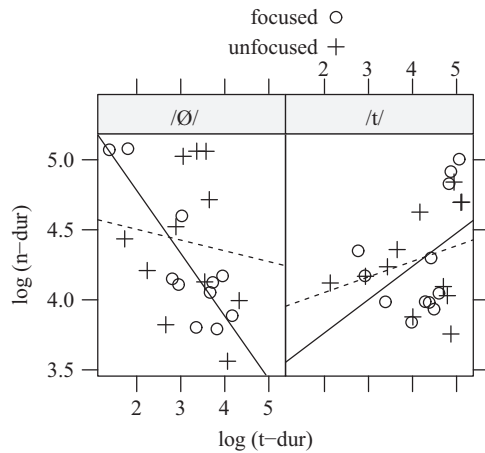 focused ○
unfocused +
2 3 4 5
/Ø/ /t/
5.0
4.5
4.0
3.5
log (n−dur)
2 3 4 5
log (t−dur)